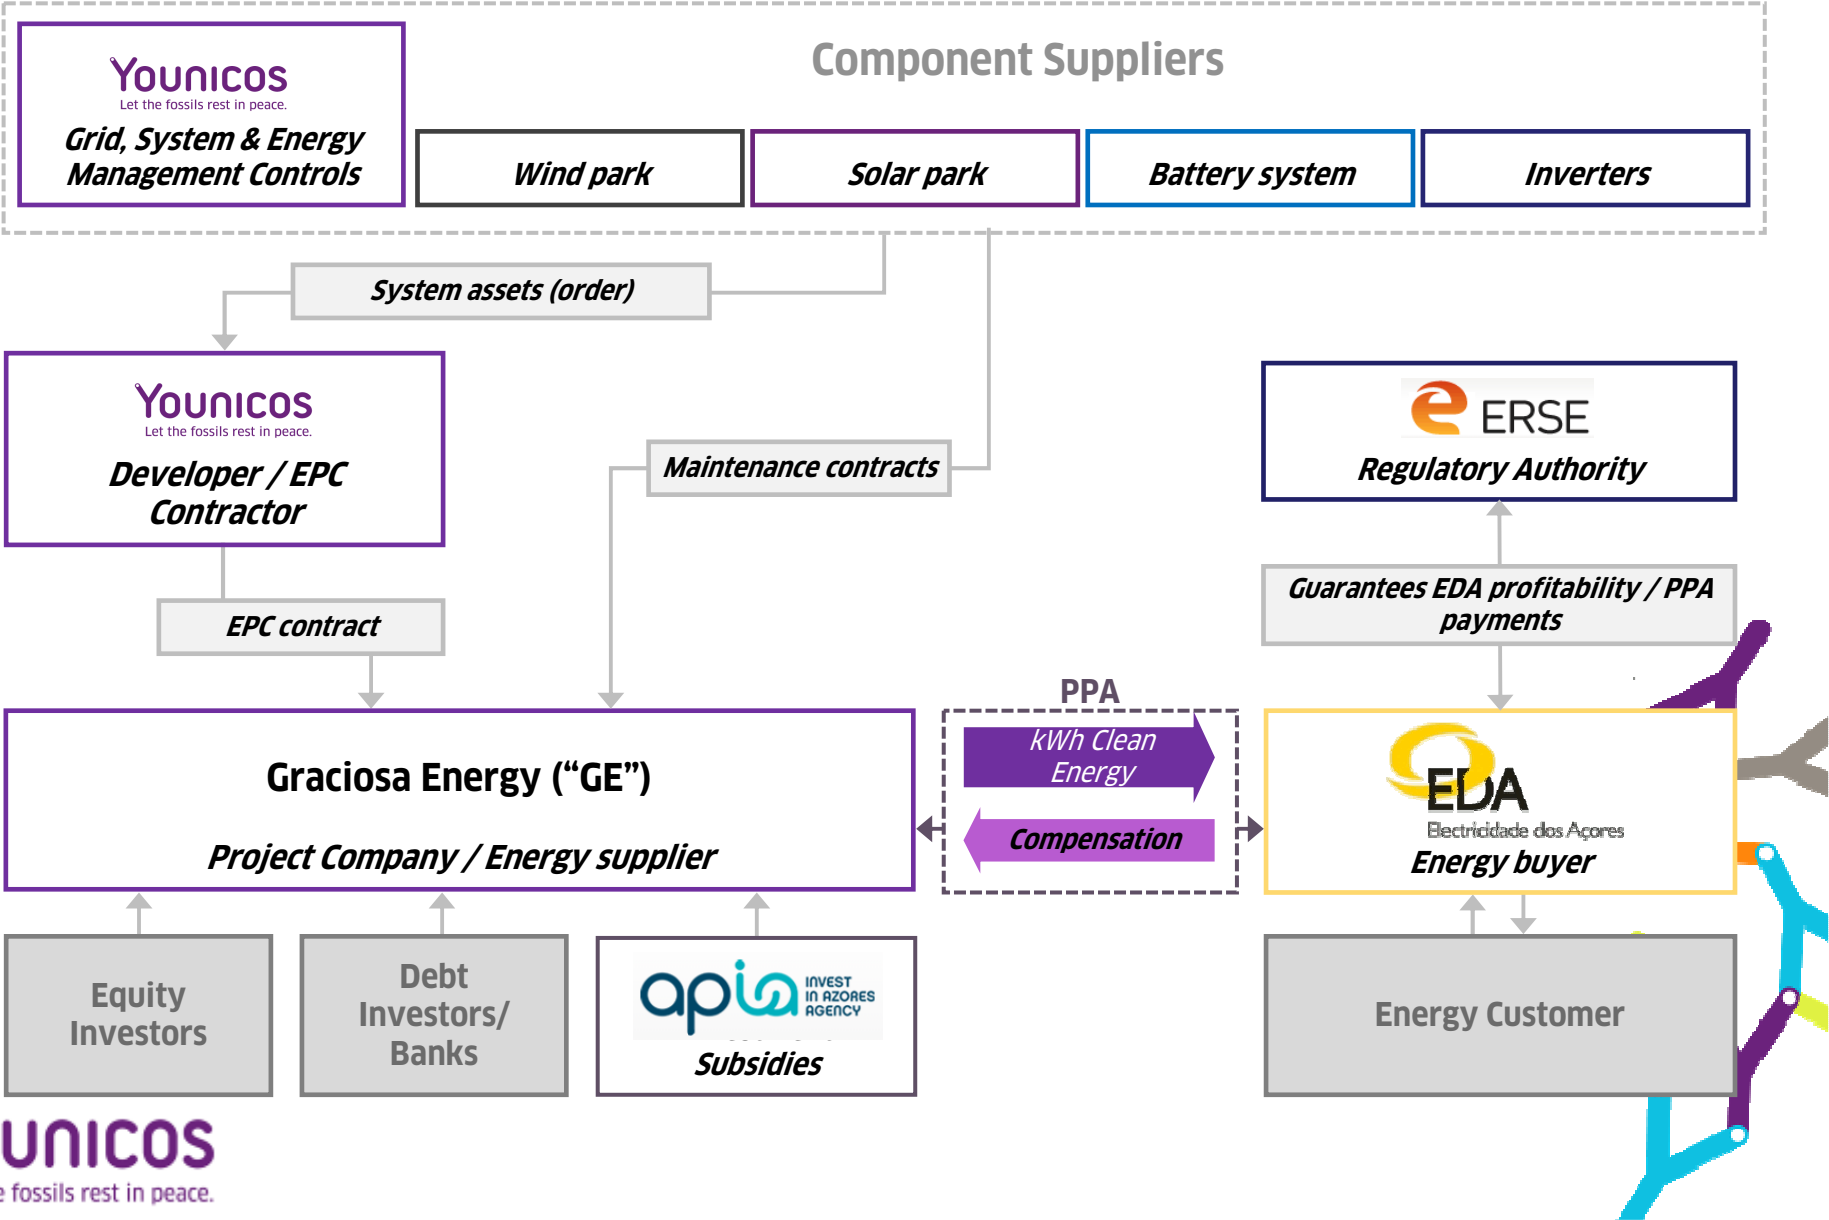 Component Suppliers
Younicos
Let the fossils rest in peace.
Grid, System & Energy
Management Controls
Wind park
Solar park
Battery system
Inverters
System assets (order)
Younicos
Let the fossils rest in peace.
Developer / EPC
Contractor
Maintenance contracts
ERSE
Regulatory Authority
EPC contract
Guarantees EDA profitability / PPA
payments
PPA
Graciosa Energy (“GE”)
Project Company / Energy supplier
kWh Clean
Energy
Compensation
EDA
Electricidade dos Açores
Energy buyer
Equity
Investors
Debt
Investors/
Banks
apia
INVEST
IN AZORES
AGENCY
Subsidies
Energy Customer
unicos
e fossils rest in peace.